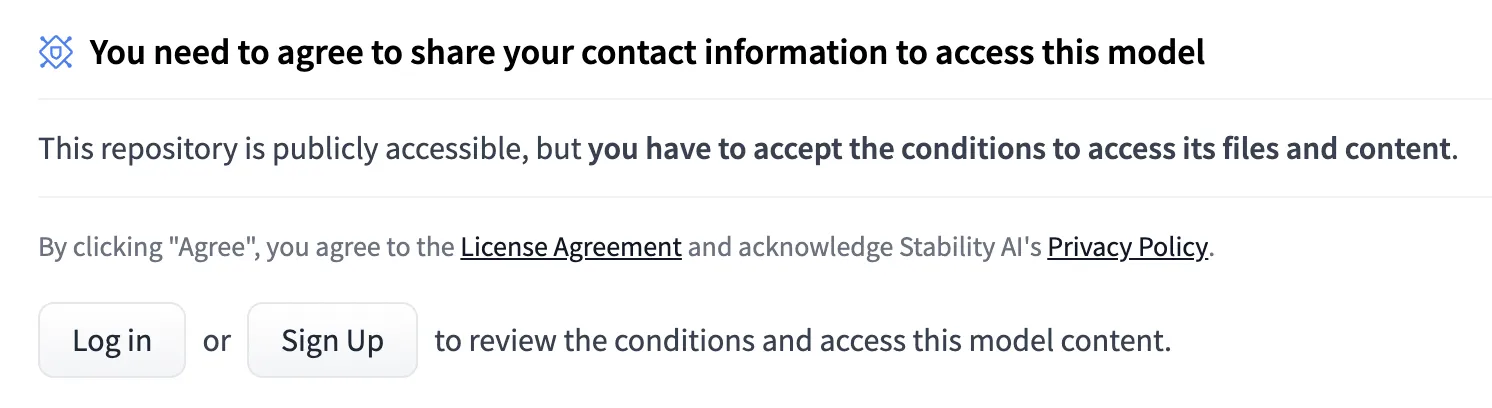 You need to agree to share your contact information to access this model
This repository is publicly accessible, but you have to accept the conditions to access its files and content.
By clicking "Agree", you agree to the License Agreement and acknowledge Stability AI's Privacy Policy.
Log in or Sign Up to review the conditions and access this model content.